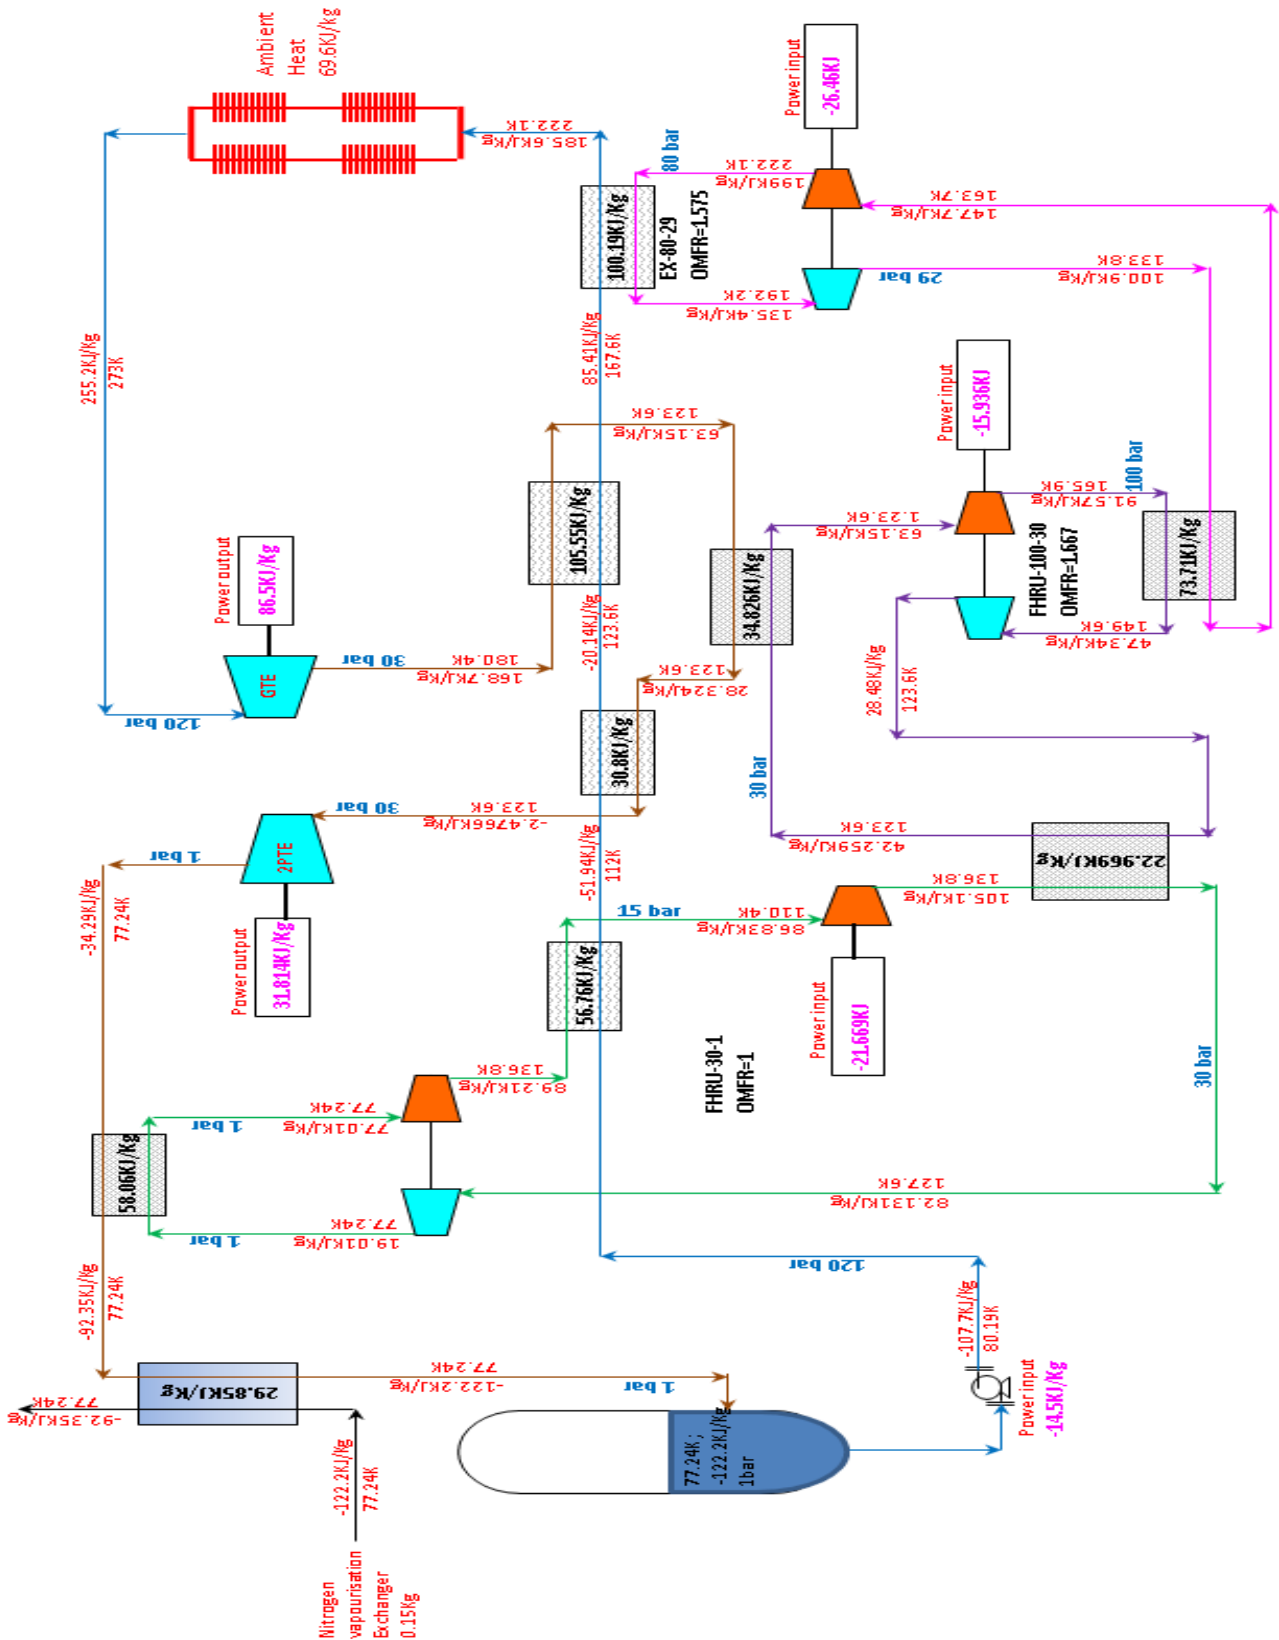 Ambient
Heat
69.6KJ/kg
255.2KJ/Kg
273K
120 bar
Power output
86.5KJ/Kg
GTE
30 bar
180.4K
168.7KJ/Kg
222.1K
185.6KJ/Kg
Power input
-26.46KJ
80 bar
222.1K
199KJ/Kg
163.7K
147.7KJ/Kg
100.19KJ/Kg
EX-80-29
OMFR=1.575
192.2K
135.4KJ/Kg
29 bar
133.8K
100.9KJ/Kg
85.41KJ/Kg
167.6K
123.6K
63.15KJ/Kg
105.55KJ/Kg
-20.14KJ/Kg
123.6K
34.826KJ/Kg
123.6K
28.324J/Kg
30.8KJ/Kg
Power input
-15.936KJ
1.23.6K
63.15KJ/Kg
165.9K
91.57KJ/Kg
100 bar
FHRU-100-30
OMFR=1.667
73.71KJ/Kg
149.6K
47.34KJ/Kg
28.48KJ/Kg
123.6K
30 bar
123.6K
42.259KJ/Kg
22.969KJ/Kg
30 bar
123.6K
-2.4766KJ/Kg
2PTE
1 bar
Power output
31.814KJ/Kg
-34.29KJ/Kg
77.24K
-51.94KJ/Kg
112K
15 bar
110.4K
86.83KJ/Kg
136.8K
105.1KJ/Kg
Power input
-21.669KJ
56.76KJ/Kg
FHRU-30-1
OMFR=1
30 bar
136.8K
89.21KJ/Kg
58.06KJ/Kg
1 bar
77.24K
77.01KJ/Kg
1 bar
77.24K
19.01KJ/Kg
127.6K
82.131KJ/Kg
-92.35KJ/Kg
77.24K
120 bar
-107.7KJ/Kg
80.19K
Power input
-14.5KJ/Kg
29.85KJ/Kg
77.24K
-92.35KJ/Kg
77.24K
-122.2KJ/Kg
1 bar
77.24K;
-122.2KJ/Kg
1bar
-122.2KJ/Kg
77.24K
Nitrogen
vapourisation
Exchanger
0.15Kg